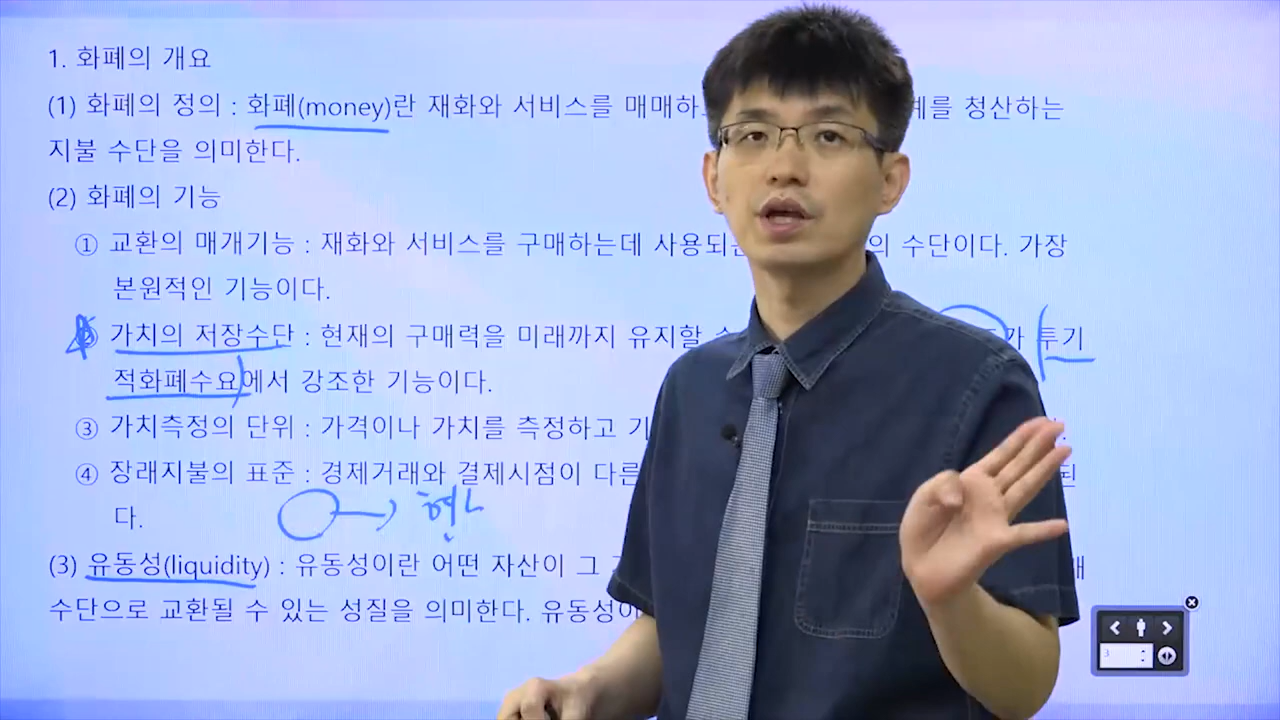 1. 화폐의 개요
(1) 화폐의 정의 : 화폐(money)란 재화와 서비스를 매매하 계를 청산하는
지불 수단을 의미한다.
(2) 화폐의 기능
① 교환의 매개기능 : 재화와 서비스를 구매하는데 사용되는 의 수단이다. 가장
본원적인 기능이다.
가치의 저장수단 : 현재의 구매력을 미래까지 유지할 가 투기
적화폐수요에서 강조한 기능이다.
③ 가치측정의 단위 : 가격이나 가치를 측정하고
④ 장래지불의 표준 : 경제거래와 결제시점이 다른 된
다.
(3) 유동성(liquidity) : 유동성이란 어떤 자산이 그
수단으로 교환될 수 있는 성질을 의미한다. 유동성이
3